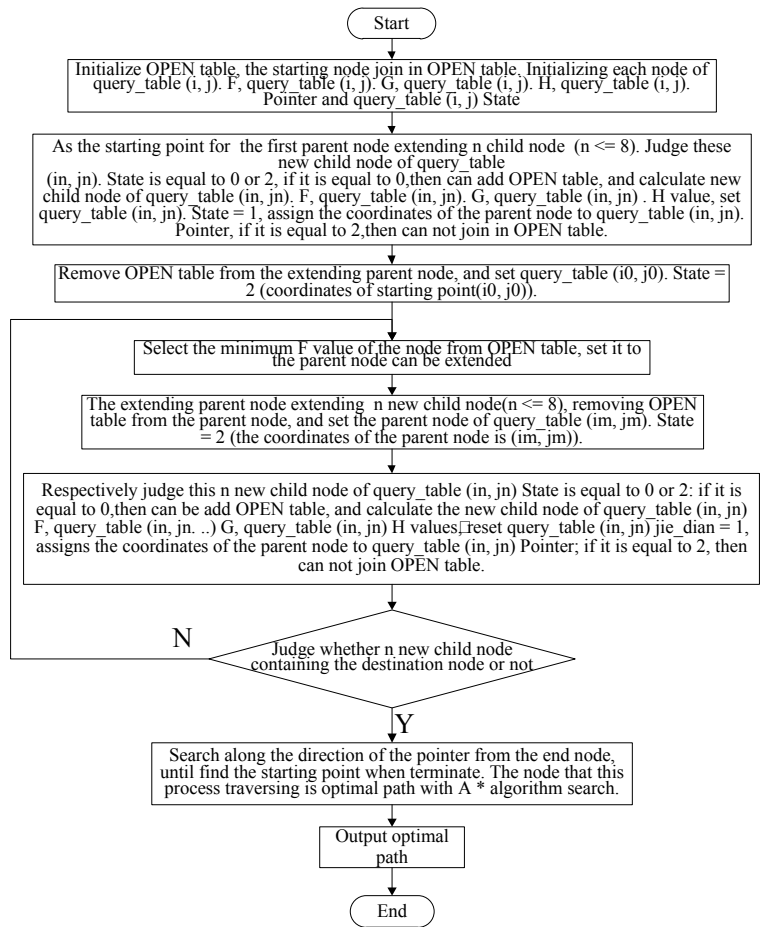 Start
Initialize OPEN table, the starting node join in OPEN table. Initializing each node of
query_table (i, j). F, query_table (i, j). G, query_table (i, j). H, query_table (i, j).
Pointer and query_table (i, j) State
As the starting point for the first parent node extending n child node (n <= 8). Judge these
new child node of query_table
(in, jn). State is equal to 0 or 2, if it is equal to 0,then can add OPEN table, and calculate new
child node of query_table (in, jn). F, query_table (in, jn). G, query_table (in, jn) . H value, set
query_table (in, jn). State = 1, assign the coordinates of the parent node to query_table (in, jn).
Pointer, if it is equal to 2,then can not join in OPEN table.
Remove OPEN table from the extending parent node, and set query_table (i0, j0). State =
2 (coordinates of starting point(i0, j0)).
Select the minimum F value of the node from OPEN table, set it to
the parent node can be extended
The extending parent node extending n new child node(n <= 8), removing OPEN
table from the parent node, and set the parent node of query_table (im, jm). State
= 2 (the coordinates of the parent node is (im, jm)).
Respectively judge this n new child node of query_table (in, jn) State is equal to 0 or 2: if it is
equal to 0,then can be add OPEN table, and calculate the new child node of query_table (in, jn)
F, query_table (in, jn. ..) G, query_table (in, jn) H values,□reset query_table (in, jn) jie_dian = 1,
assigns the coordinates of the parent node to query_table (in, jn) Pointer; if it is equal to 2, then
can not join OPEN table.
N
Judge whether n new child node
containing the destination node or not
Y
Search along the direction of the pointer from the end node,
until find the starting point when terminate. The node that this
process traversing is optimal path with A * algorithm search.
Output optimal
path
End